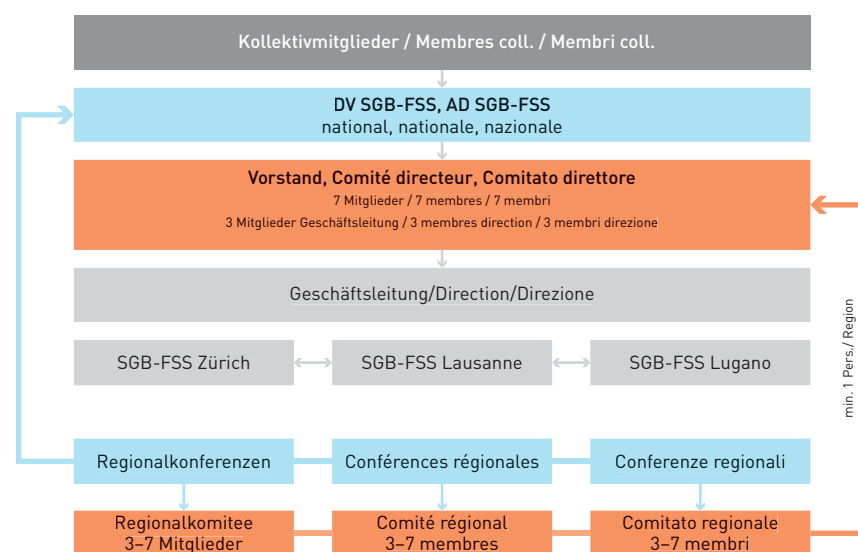 Kollektivmitglieder / Membres coll. / Membri coll.
DV SGB-FSS, AD SGB-FSS
national, nationale, nazionale
Vorstand, Comité directeur, Comitato direttore
7 Mitglieder / 7 membres / 7 membri
3 Mitglieder Geschäftsleitung / 3 membres direction / 3 membri direzione
Geschäftsleitung/Direction/Direzione
SGB-FSS Zürich
SGB-FSS Lausanne
SGB-FSS Lugano
min. 1 Pers./ Region
Regionalkonferenzen
Conférences régionales
Conferenze regionali
Regionalkomitee
3–7 Mitglieder
Comité régional
3–7 membres
Comitato regionale
3–7 membri